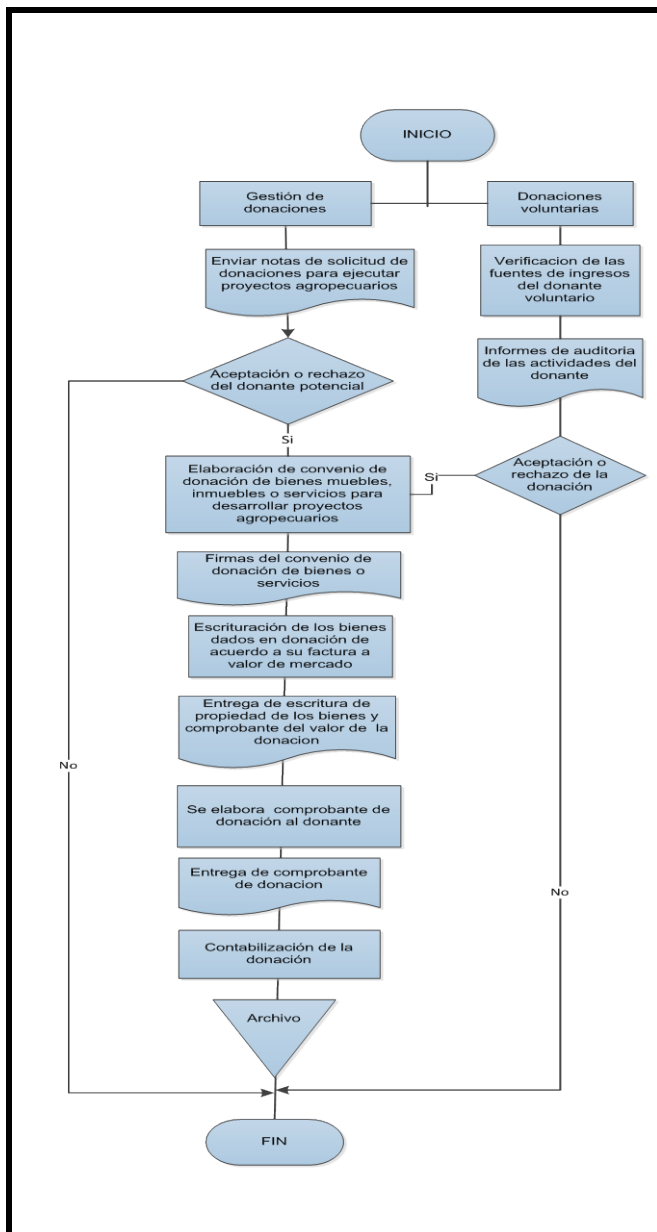 INICIO
Gestión de
donaciones
Donaciones
voluntarias
Enviar notas de solicitud de
donaciones para ejecutar
proyectos agropecuarios
Verificacion de las
fuentes de ingresos
del donante
voluntario
Informes de auditoria
de las actividades del
donante
Aceptación o rechazo
del donante potencial
Si
Aceptación o
rechazo de la
donación
Si
Elaboración de convenio de
donación de bienes muebles,
inmuebles o servicios para
desarrollar proyectos
agropecuarios
Firmas del convenio de
donación de bienes o
servicios
Escrituración de los bienes
dados en donación de
acuerdo a su factura a
valor de mercado
Entrega de escritura de
propiedad de los bienes y
comprobante del valor de la
donacion
No
Se elabora comprobante de
donación al donante
Entrega de comprobante
de donacion
No
Contabilización de la
donación
Archivo
FIN